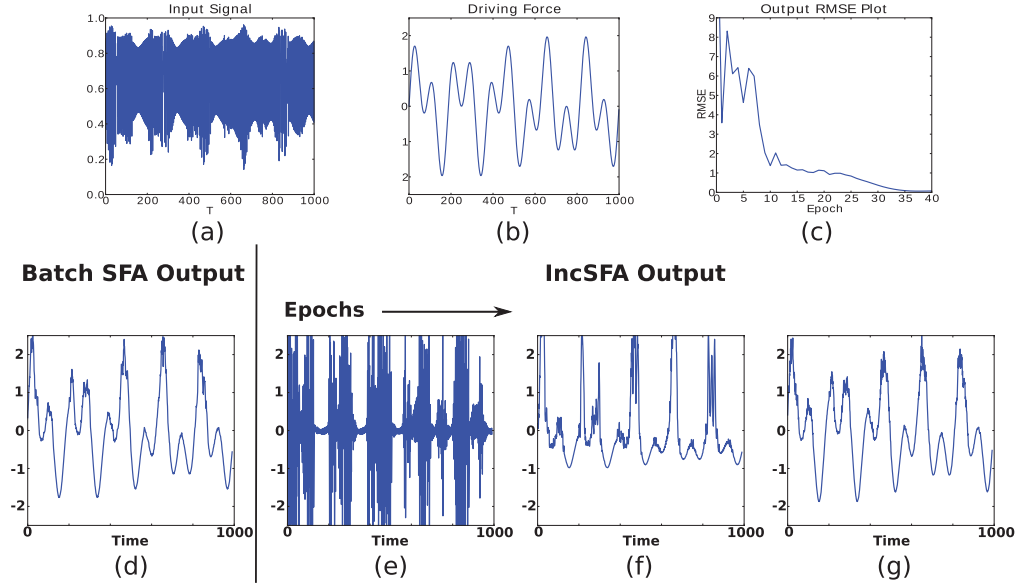 Input Signal
1.0
0.8
0.6
0.4
0.2
0.0
0 200 400 600 800 1000
T
(a)
Driving Force
2
1
0
1
2
0 200 400 600 800 1000
T
(b)
Output RMSE Plot
RMSE
9
8
7
6
5
4
3
2
1
0
0 5 10 15 20 25 30 35 40
Epoch
(c)
Batch SFA Output
IncSFA Output
Epochs
2
1
0
-1
-2
0 1000
Time
(d)
2
1
0
-1
-2
0 1000
Time
(e)
2
1
0
-1
-2
0 1000
Time
(f)
2
1
0
-1
-2
0 1000
Time
(g)